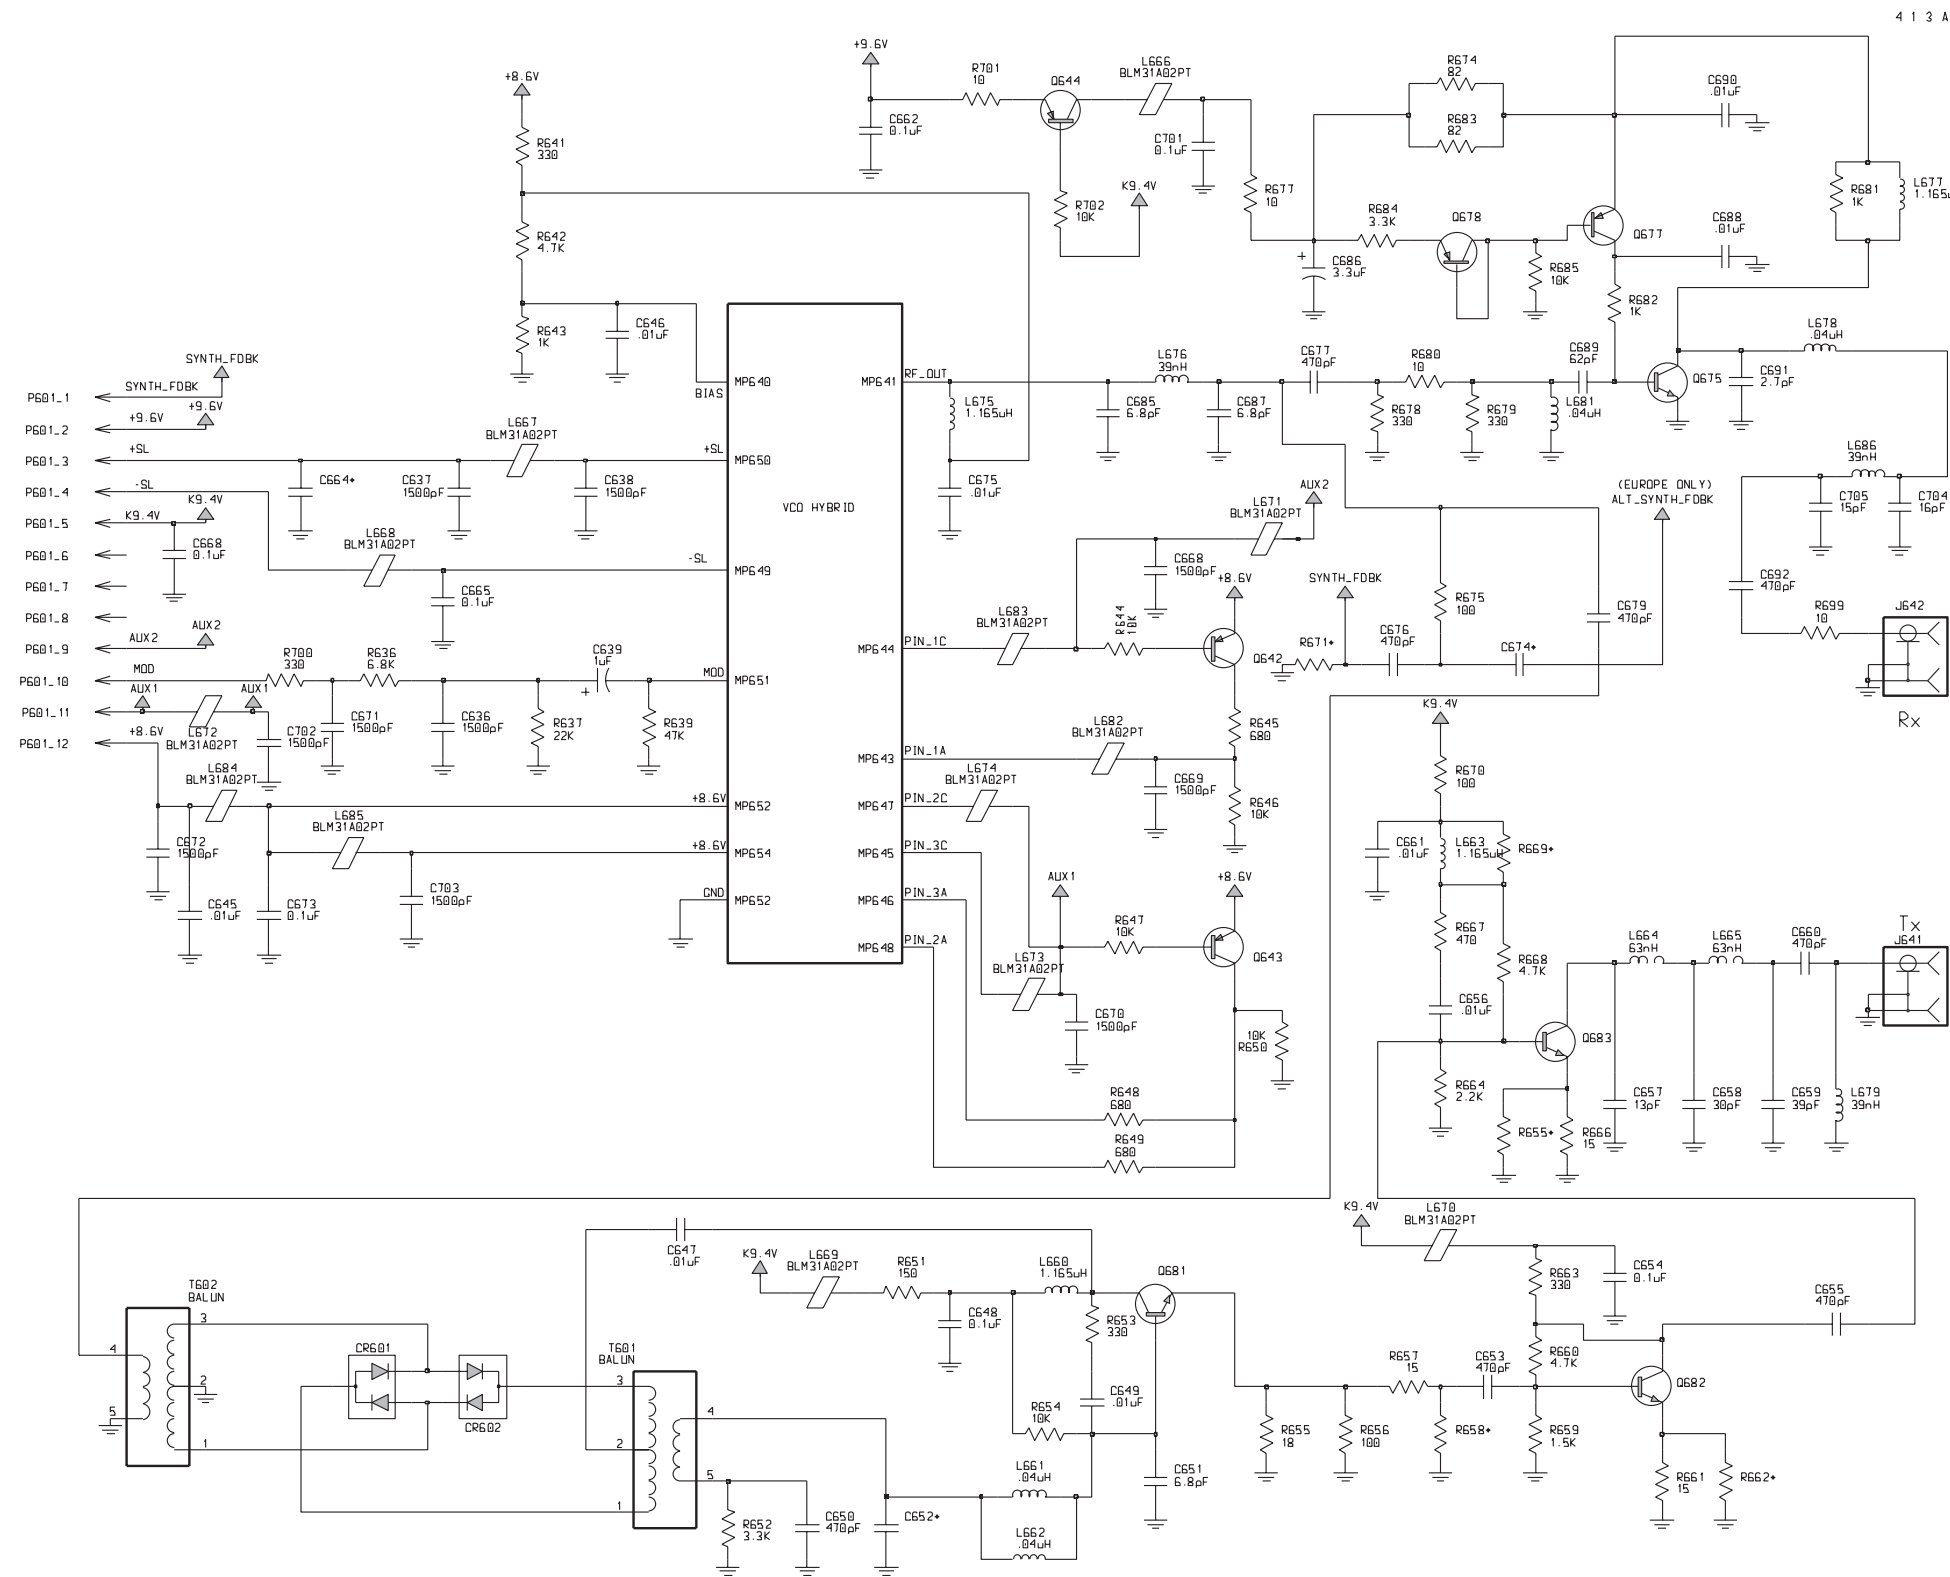 4 1 3 A
+9.6V
R701
10
Q644
L666
BLM31A02PT
C662
0.1uF
C701
0.1uF
R702
10K
K9.4V
R677
10
R674
82
R683
82
C690
.01uF
R681
1K
L677
1.165u
+8.6V
R641
330
R642
4.7K
R643
1K
C646
.01uF
C686
3.3uF
+
R684
3.3K
Q678
R685
10K
Q677
C688
.01uF
R682
1K
SYNTH_FDBK
P601_1
SYNTH_FDBK
P601_2
+9.6V
+9.6V
P601_3
+SL
P601_4
-SL
P601_5
K9.4V
K9.4V
P601_6
P601_7
P601_8
P601_9
AUX2
AUX2
P601_10
MOD
P601_11
AUX1
AUX1
P601_12
+8.6V
C664*
C637
1500pF
L667
BLM31A02PT
C638
1500pF
C668
0.1uF
L668
BLM31A02PT
C665
0.1uF
R700
330
R636
6.8K
C639
1uF
+
L672
BLM31A02PT
C702
1500pF
C671
1500pF
C636
1500pF
R637
22K
R639
47K
L684
BLM31A02PT
L685
BLM31A02PT
C672
1500pF
C645
.01uF
C673
0.1uF
C703
1500pF
VCO HYBRID
BIAS
MP640
+SL
MP650
-SL
MP649
MOD
MP651
+8.6V
MP652
+8.6V
MP654
GND
MP652
MP641
RF_OUT
MP644
PIN_1C
MP643
PIN_1A
MP647
PIN_2C
MP645
PIN_3C
MP646
PIN_3A
MP648
PIN_2A
L675
1.165uH
C675
.01uF
C685
6.8pF
L676
39nH
C687
6.8pF
C677
470pF
R678
330
R680
10
R679
330
L681
.04uH
C689
62pF
Q675
C691
2.7pF
L678
.04uH
L686
39nH
C705
15pF
C704
16pF
C692
470pF
R699
10
J642
Rx
L671
BLM31A02PT
AUX2
C668
1500pF
+8.6V
L683
BLM31A02PT
R644
10K
Q642
R645
680
L682
BLM31A02PT
C669
1500pF
R646
10K
SYNTH_FDBK
R671*
C676
470pF
R675
100
C674*
C679
470pF
(EUROPE ONLY)
ALT_SYNTH_FDBK
L674
BLM31A02PT
AUX1
+8.6V
R647
10K
Q643
L673
BLM31A02PT
C670
1500pF
10K
R650
R648
680
R649
680
K9.4V
R670
100
C661
.01uF
L663
1.165uH
R669*
R667
470
R668
4.7K
C656
.01uF
R664
2.2K
Q683
R655*
R666
15
L664
63nH
L665
63nH
C660
470pF
C657
13pF
C658
30pF
C659
39pF
L679
39nH
Tx
J641
T602
BALUN
3
4
2
5
1
CR601
CR602
T601
BALUN
3
4
2
5
1
C647
.01uF
K9.4V
L669
BLM31A02PT
R651
150
C648
0.1uF
L660
1.165uH
R653
330
Q681
R654
10K
C649
.01uF
L661
.04uH
L662
.04uH
C651
6.8pF
R652
3.3K
C650
470pF
C652*
R655
18
R656
100
R657
15
R658*
C653
470pF
K9.4V
L670
BLM31A02PT
R663
330
C654
0.1uF
R660
4.7K
R659
1.5K
Q682
C655
470pF
R661
15
R662*